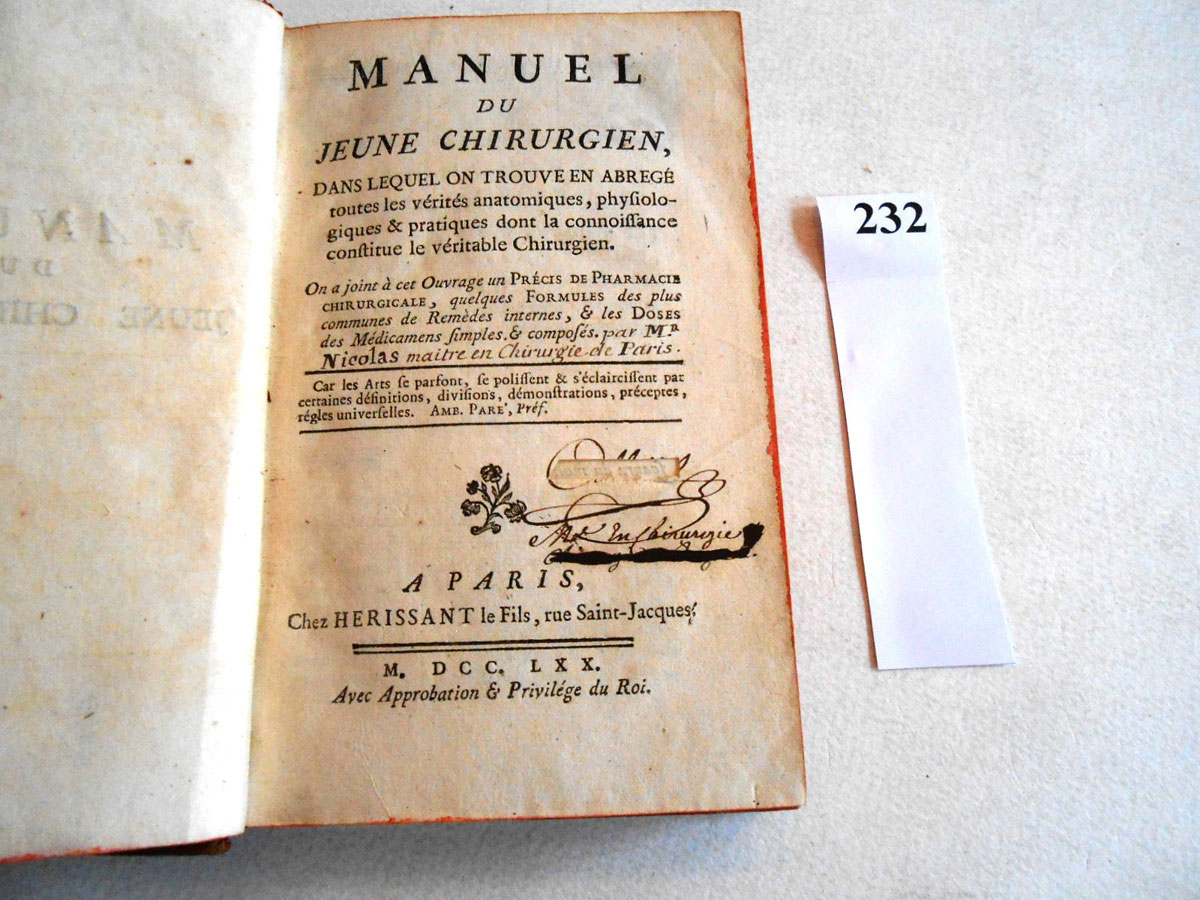 MANUEL
DU
JEUNE CHIRURGIEN,
DANS LEQUEL ON TROUVE EN ABREGÉ
toutes les vérités anatomiques, phyſiolo-
giques & pratiques dont la connoiſſance
conſtitue le véritable Chirurgien.
On a joint à cet Ouvrage un PRÉCIS DE PHARMACIE
CHIRURGICALE, quelques FORMULES des plus
communes de Remèdes internes, & les DOSES
des Médicamens ſimples & compoſés. par Mr
Nicolas maitre en Chirurgie de Paris.
Car les Arts ſe parfont, ſe poliſſent & s'éclairciſſent par
certaines définitions, diviſions, démonſtrations, préceptes,
régles univerſelles. AMB. PARE', Préf.
En Chirurgie
A PARIS,
Chez HERISSANT le Fils, rue Saint-Jacques.
M. DCC. LXX.
Avec Approbation & Privilége du Roi.
232